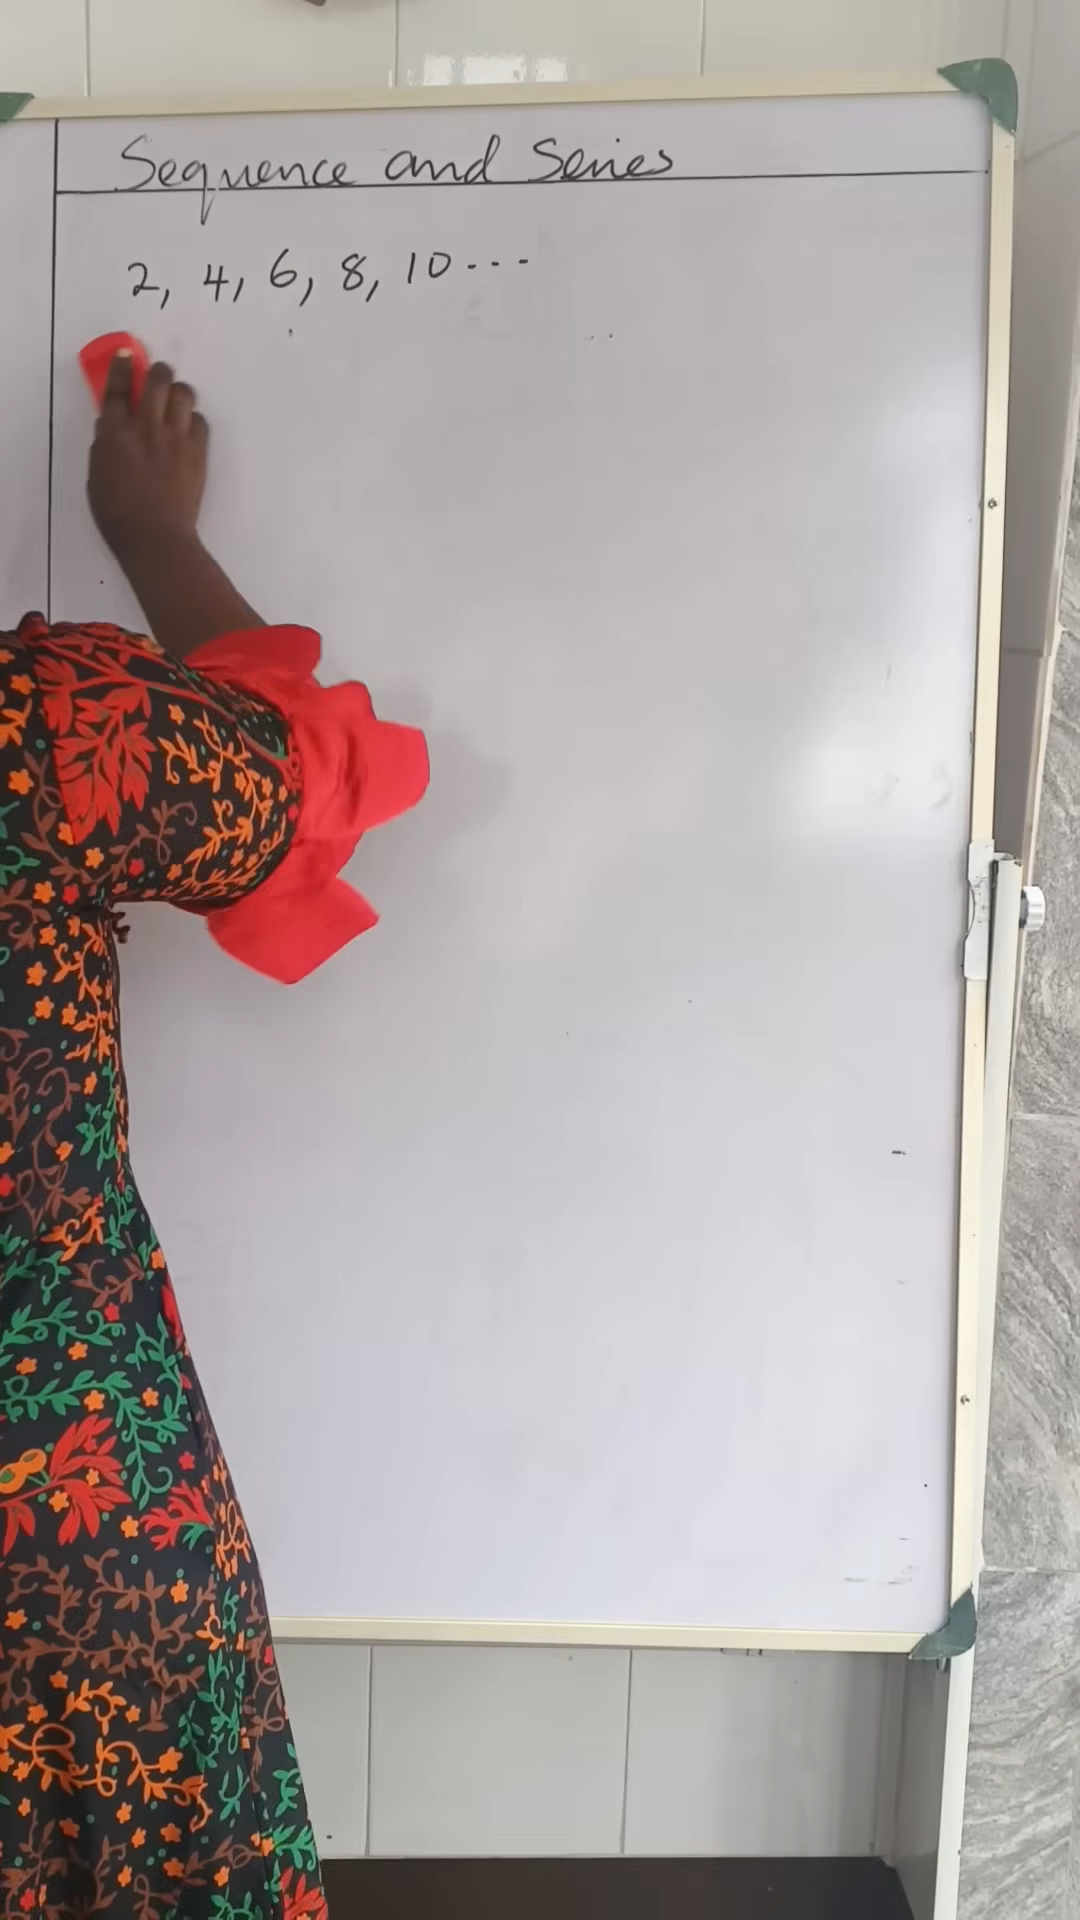 Sequence and Series
2, 4, 6, 8, 10 ---